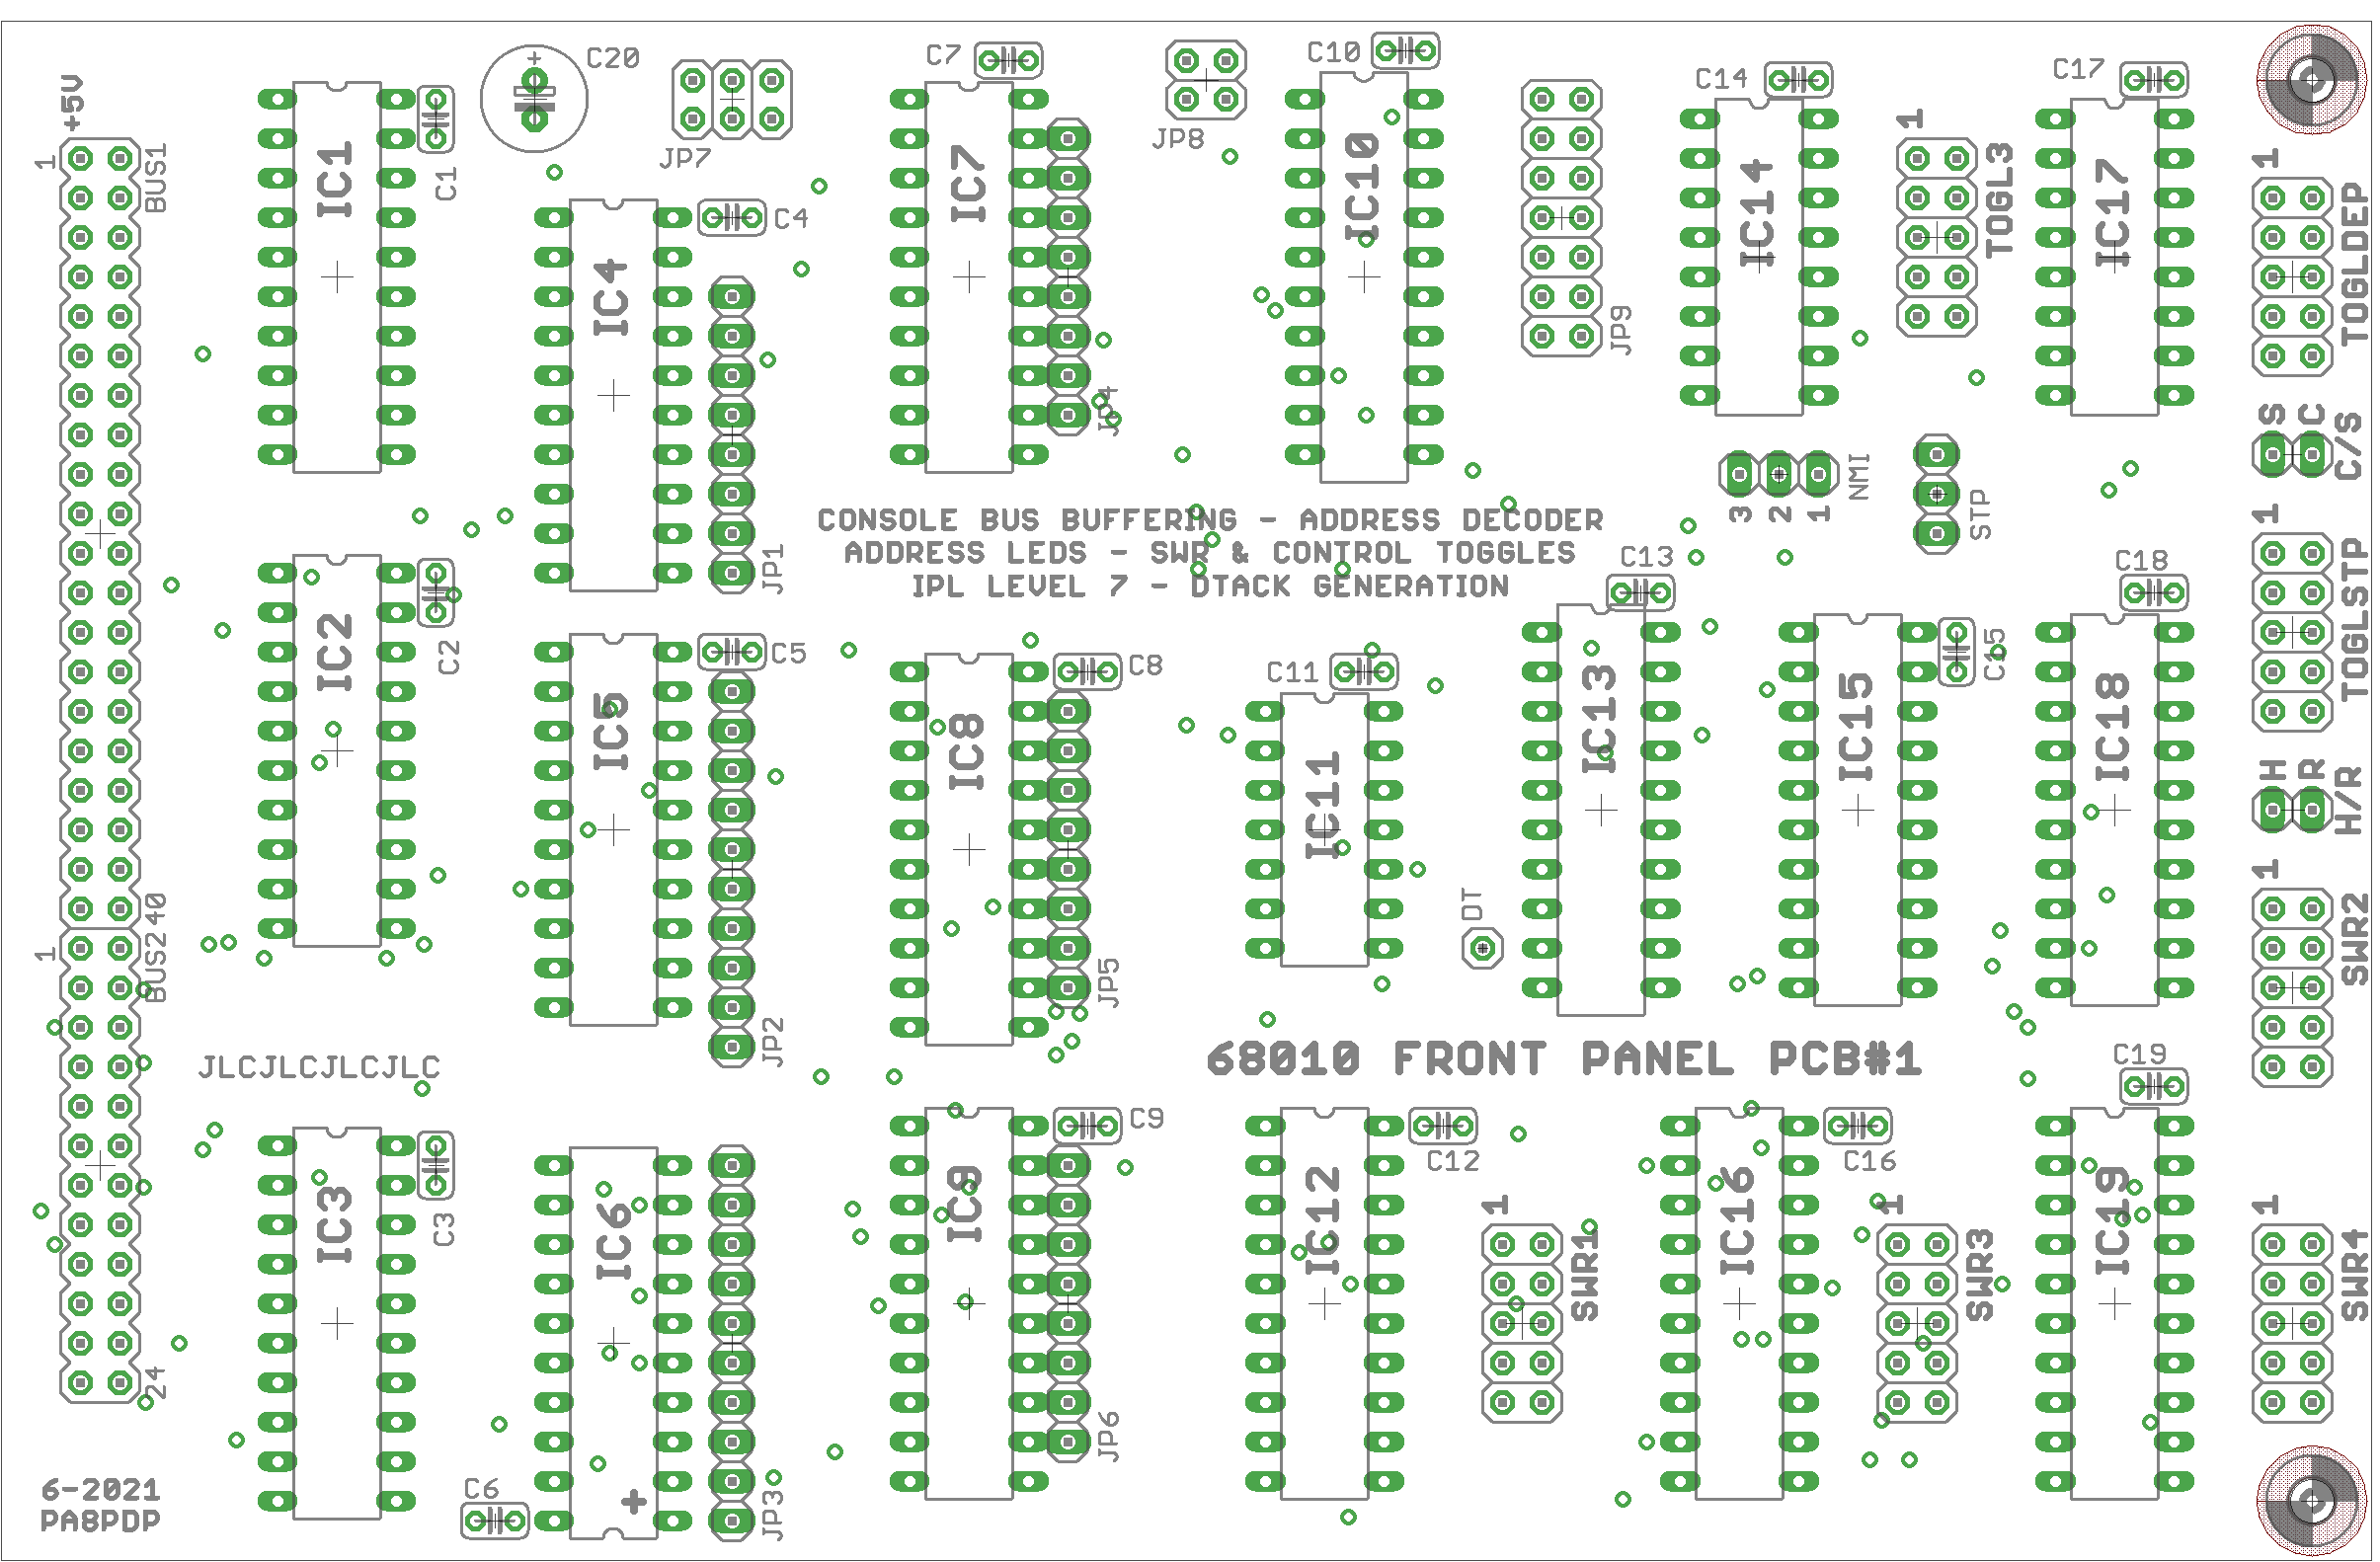 +5V
1
BUS1
IC1
C1
C20
JP7
IC4
C4
JP1
C7
IC7
JP4
JP8
C10
IC10
JP9
C14
IC14
1
TOGL3
C17
IC17
1
TOGLDEP
S
C
C/S
3
2
1
NMI
STP
CONSOLE BUS BUFFERING - ADDRESS DECODER
ADDRESS LEDS - SWR & CONTROL TOGGLES
IPL LEVEL 7 - DTACK GENERATION
1
TOGLSTP
IC2
C2
IC5
C5
JP2
IC8
C8
JP5
C11
IC11
DT
C13
IC13
IC15
C15
C18
IC18
H
R
H/R
1
SWR2
40
1
BUS2
JLCJLCJLCJLC
68010 FRONT PANEL PCB#1
IC3
C3
IC6
C6
+
JP3
IC9
C9
JP6
IC12
C12
1
SWR1
IC16
C16
1
SWR3
C19
IC19
1
SWR4
24
6-2021
PA8PDP